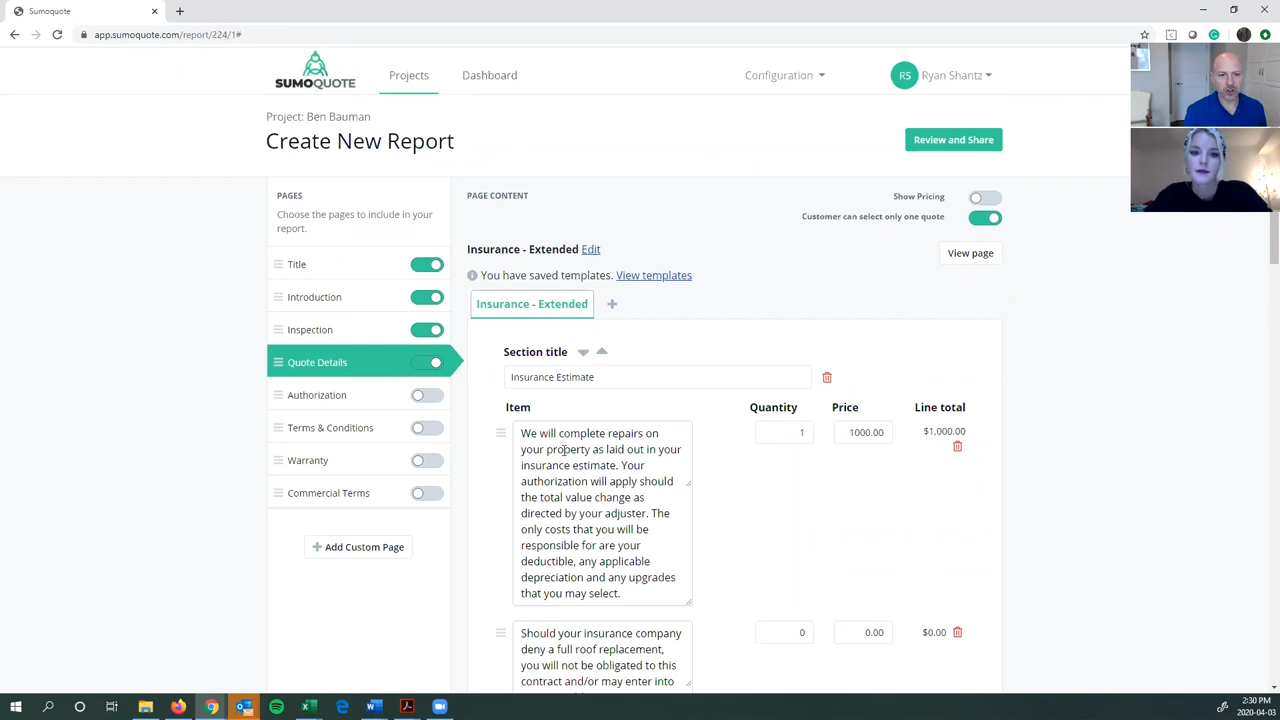 Sumoquote
app.sumoquote.com/report/224/1#
SUMOQUOTE
Projects
Dashboard
Configuration
RS
Ryan Shantz
Project: Ben Bauman
Create New Report
Review and Share
PAGES
Choose the pages to include in your
report.
Title
Introduction
Inspection
Quote Details
Authorization
Terms & Conditions
Warranty
Commercial Terms
Add Custom Page
PAGE CONTENT
Show Pricing
Customer can select only one quote
Insurance - Extended Edit
View page
You have saved templates. View templates
Insurance - Extended
Section title
Insurance Estimate
Item
Quantity
Price
Line total
We will complete repairs on
your property as laid out in your
insurance estimate. Your
authorization will apply should
the total value change as
directed by your adjuster. The
only costs that you will be
responsible for are your
deductible, any applicable
depreciation and any upgrades
that you may select.
1
1000.00
$1,000.00
Should your insurance company
deny a full roof replacement,
you will not be obligated to this
contract and/or may enter into
0
0.00
$0.00
2:30 PM
2020-04-03